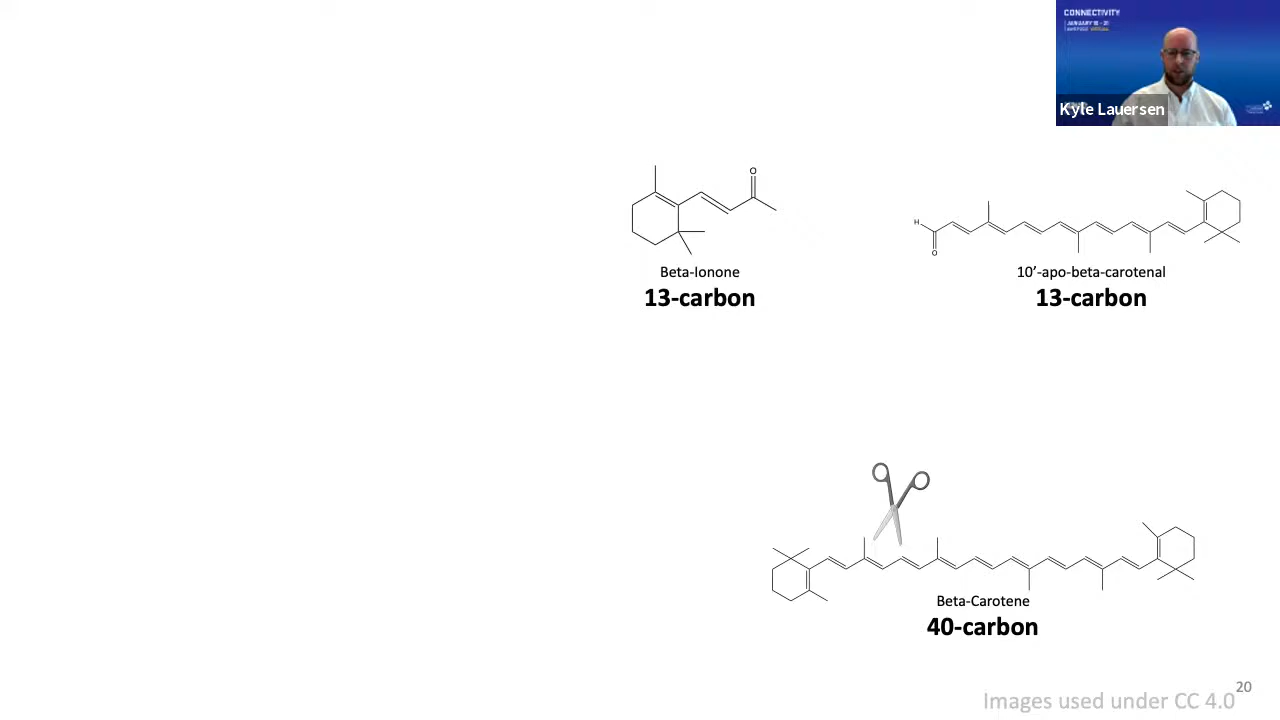 CONNECTIVITY
Kyle Lauersen
O
Beta-Ionone
13-carbon
H
O
10’-apo-beta-carotenal
13-carbon
Beta-Carotene
40-carbon
20
Images used under CC 4.0